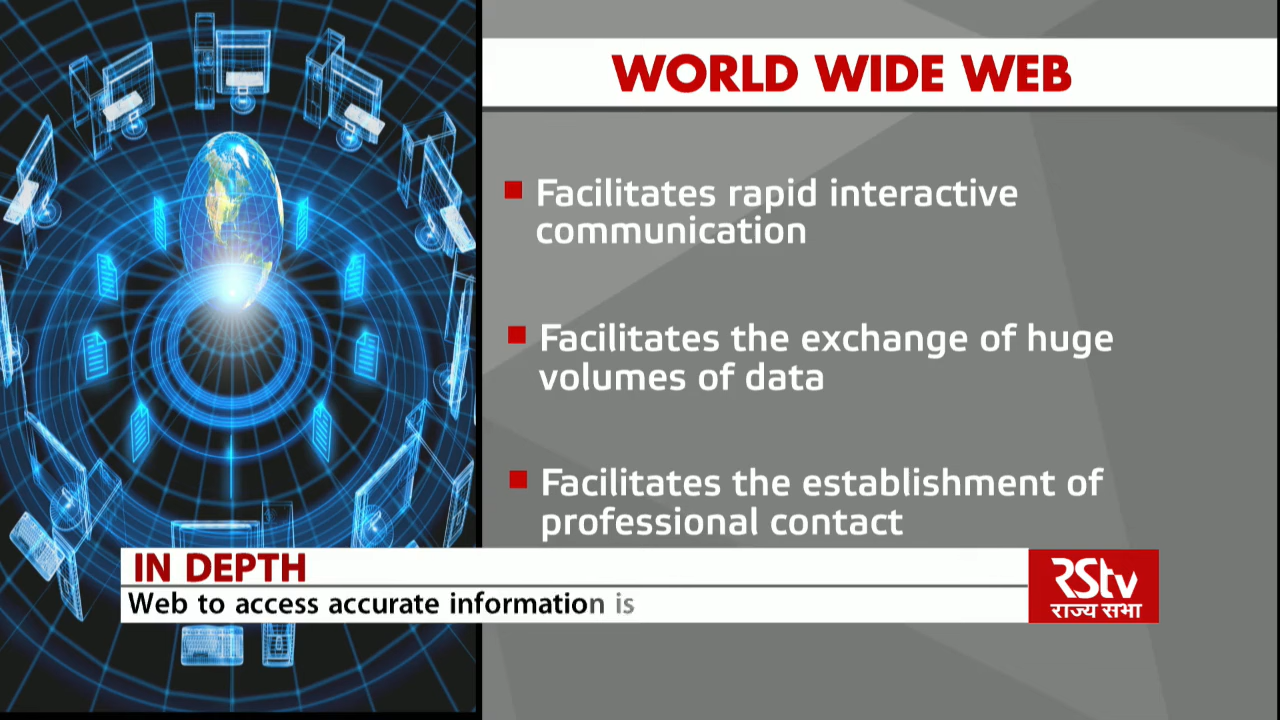 WORLD WIDE WEB
Facilitates rapid interactive
communication
Facilitates the exchange of huge
volumes of data
Facilitates the establishment of
professional contact
IN DEPTH
Web to access accurate information is
RStv
राज्य सभा